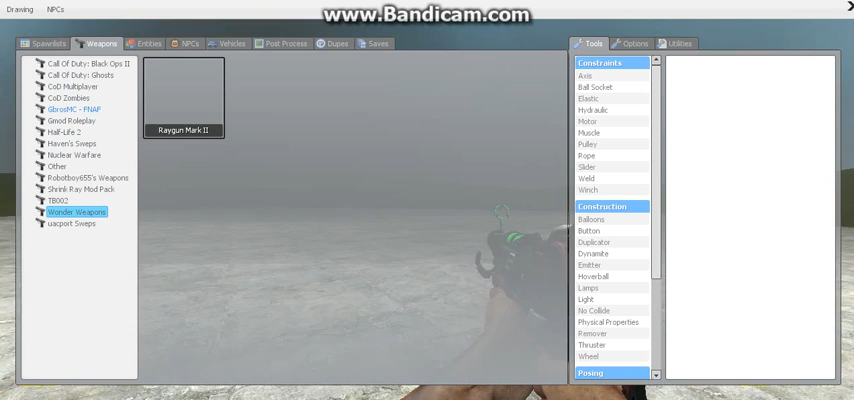 Drawing NPCs
www.Bandicam.com
Spawnlists Weapons Entities NPCs Vehicles Post Process Dupes Saves
Tools Options Utilities
Call Of Duty: Black Ops II
Call Of Duty: Ghosts
CoD Multiplayer
CoD Zombies
GbrosMC - FNAF
Gmod Roleplay
Half-Life 2
Haven's Sweps
Nuclear Warfare
Other
Robotboy655's Weapons
Shrink Ray Mod Pack
TB002
Wonder Weapons
uacport Sweps
Raygun Mark II
Constraints
Axis
Ball Socket
Elastic
Hydraulic
Motor
Muscle
Pulley
Rope
Slider
Weld
Winch
Construction
Balloons
Button
Duplicator
Dynamite
Emitter
Hoverball
Lamps
Light
No Collide
Physical Properties
Remover
Thruster
Wheel
Posing